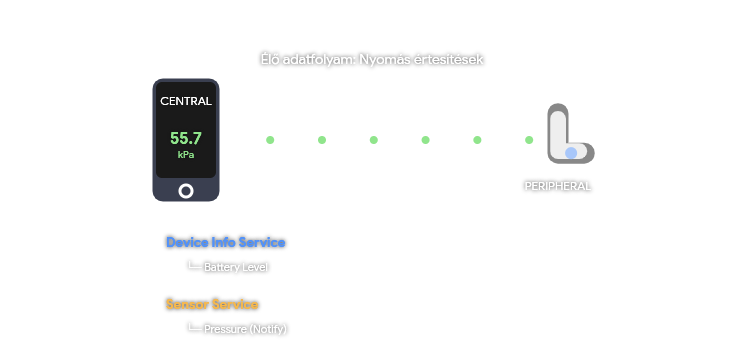 Élő adatfolyam: Nyomás értesítések
CENTRAL
55.7
kPa
PERIPHERAL
Device Info Service
Battery Level
Sensor Service
Pressure (Notify)